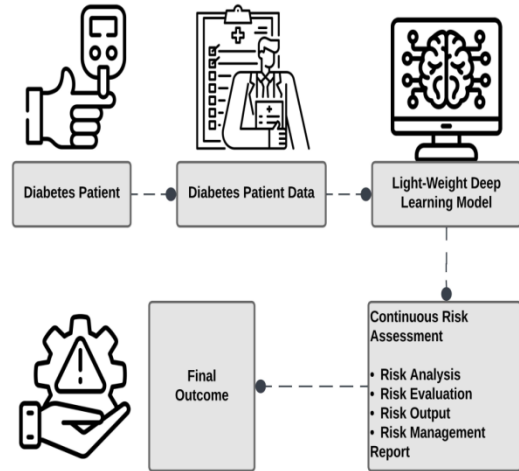 Diabetes Patient
Diabetes Patient Data
Light-Weight Deep
Learning Model
Continuous Risk
Assessment
• Risk Analysis
• Risk Evaluation
• Risk Output
• Risk Management
Report
Final
Outcome